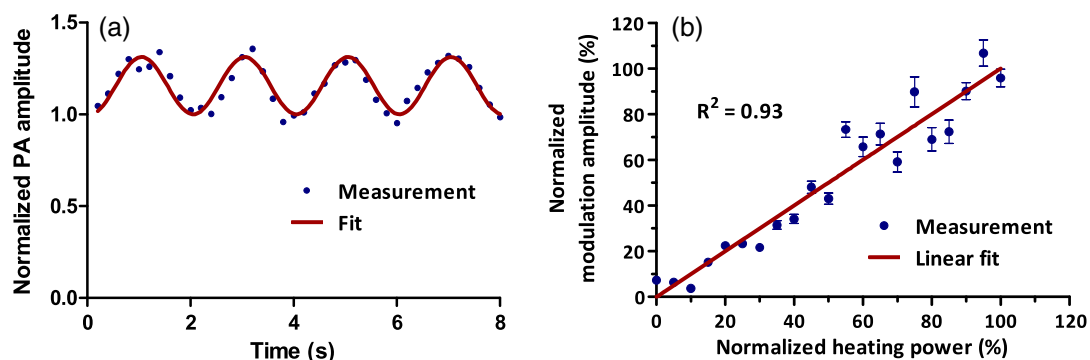 (a)
Normalized PA amplitude
1.5
1.0
0.5
0.0
0
2
4
6
8
Time (s)
Measurement
Fit
(b)
Normalized
modulation amplitude (%)
120
100
80
60
40
20
0
0
20
40
60
80
100
120
Normalized heating power (%)
R² = 0.93
Measurement
Linear fit